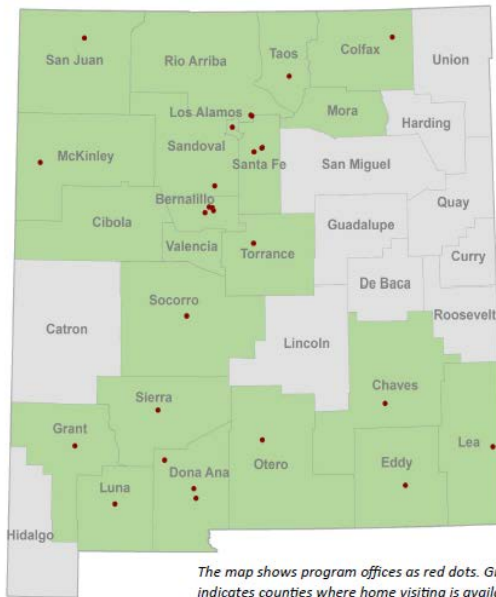 San Juan
Rio Arriba
Taos
Colfax
Union
Los Alamos
Mora
Harding
McKinley
Sandoval
Santa Fe
San Miguel
Bernalillo
Quay
Cibola
Guadalupe
Valencia
Torrance
Curry
De Baca
Socorro
Roosevelt
Catron
Lincoln
Chaves
Sierra
Grant
Lea
Otero
Dona Ana
Eddy
Luna
Hidalgo
The map shows program offices as red dots. G
indicates counties where home visiting is availa